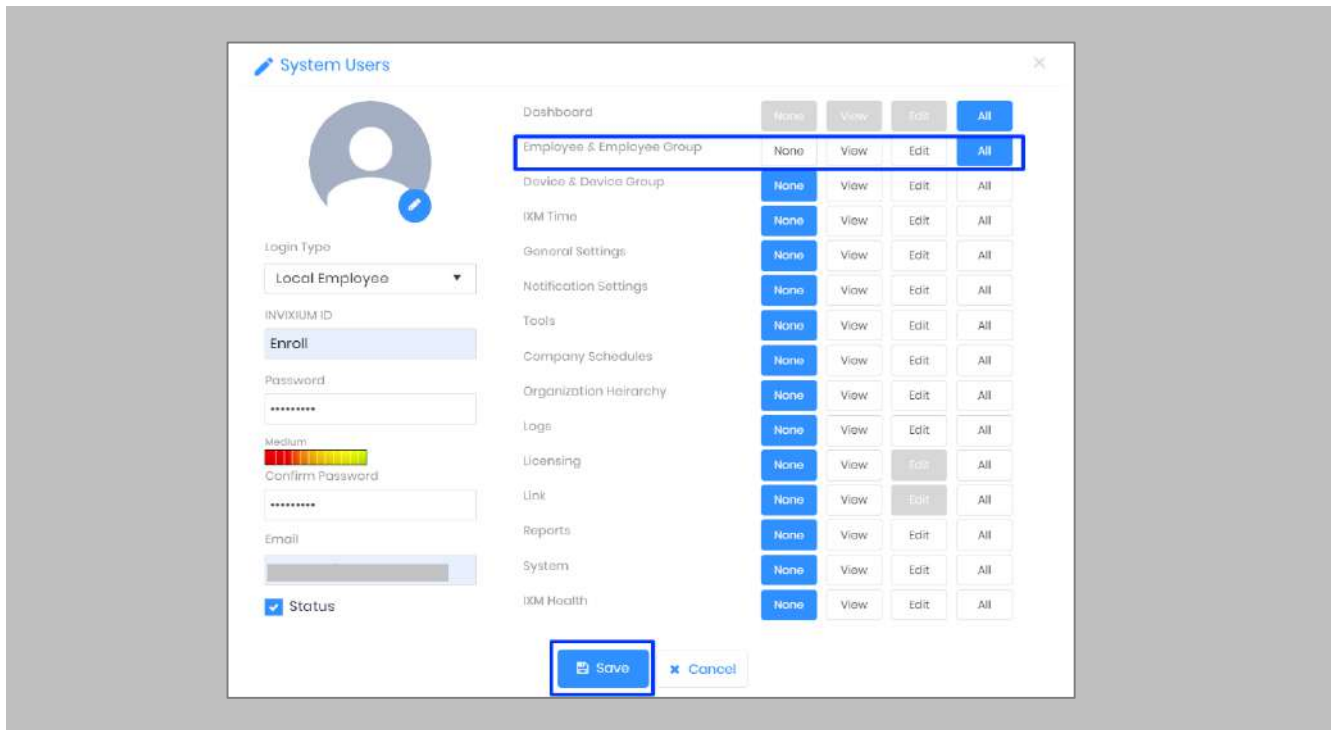 System Users
Dashboard None View Edit All
Employee & Employee Group None View Edit All
Device & Device Group None View Edit All
IXM Time None View Edit All
Login Type
General Settings None View Edit All
Local Employee
Notification Settings None View Edit All
INVIXIUM ID
Tools None View Edit All
Enroll
Company Schedules None View Edit All
Password
Organization Heirarchy None View Edit All
•••••••••
Logs None View Edit All
Medium
Licensing None View Edit All
Confirm Password
Link None View Edit All
•••••••••
Reports None View Edit All
Email
System None View Edit All
IXM Health None View Edit All
Status
Save Cancel